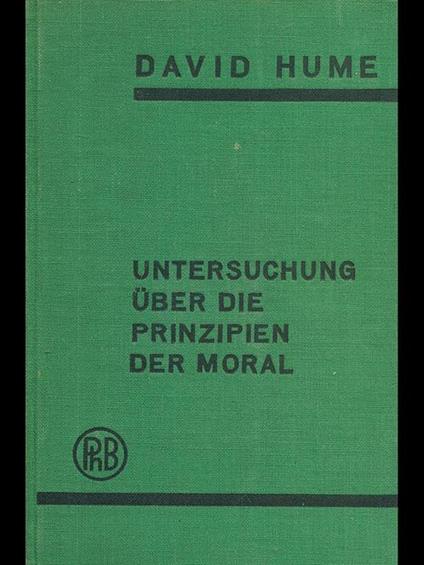 DAVID HUME
UNTERSUCHUNG
ÜBER DIE
PRINZIPIEN
DER MORAL
PhB